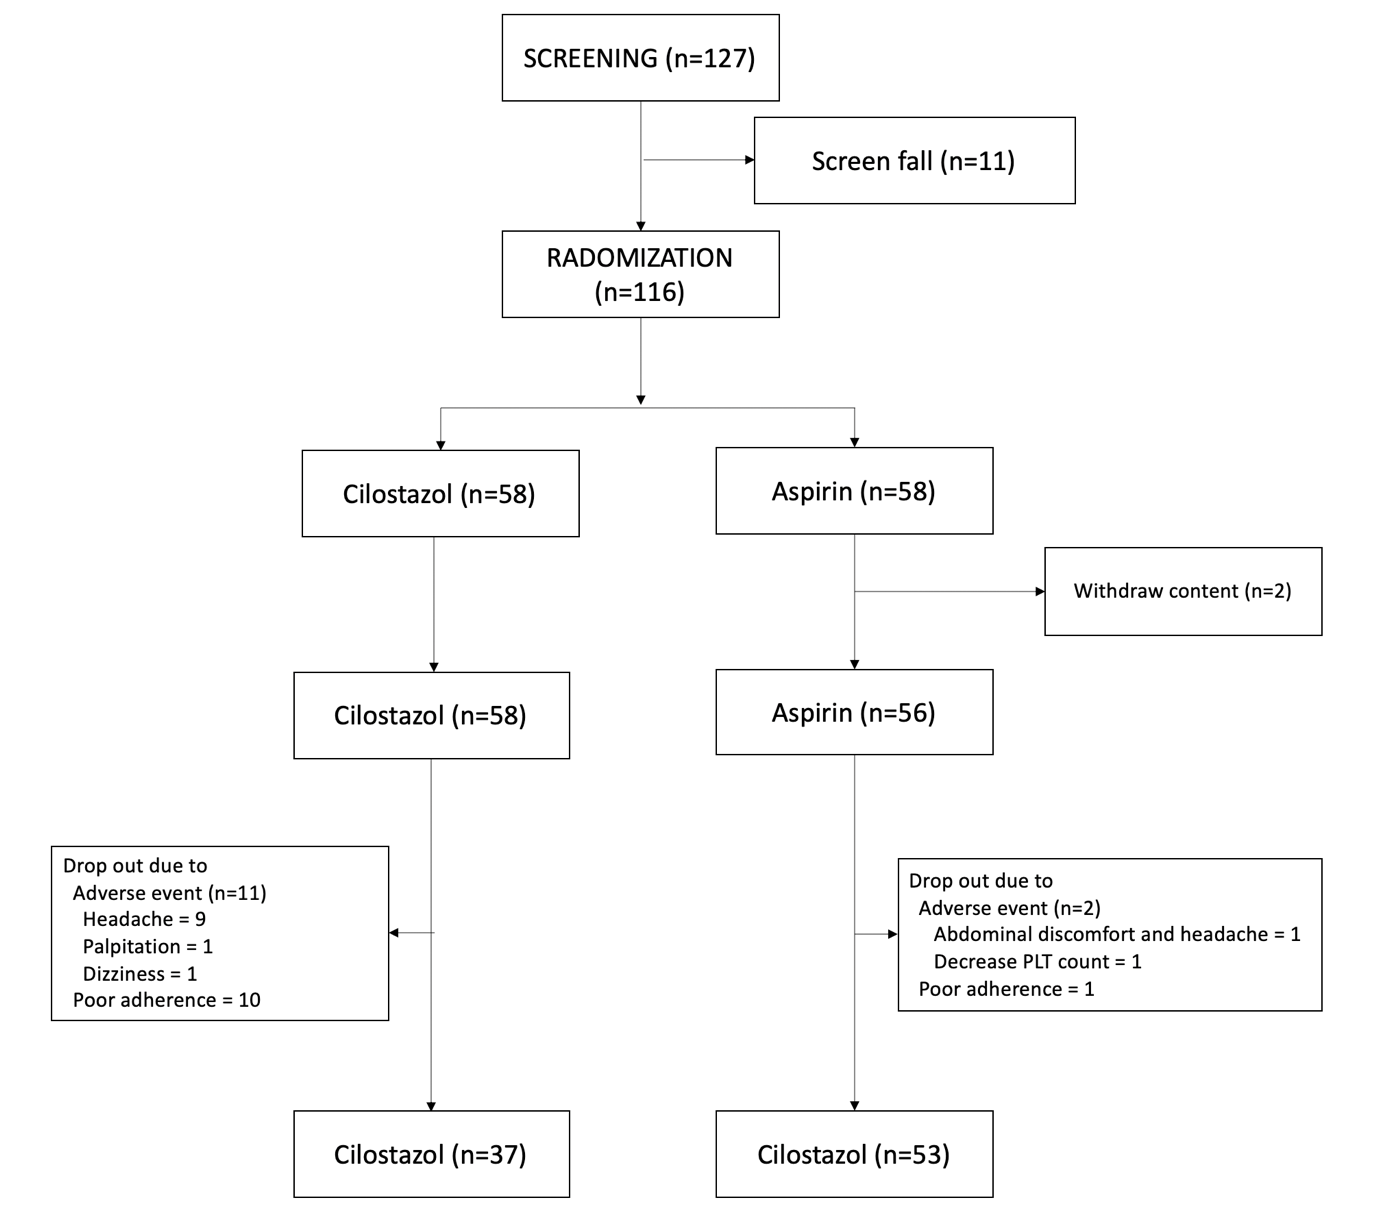 SCREENING (n=127)
Screen fall (n=11)
RADOMIZATION
(n=116)
Cilostazol (n=58)
Aspirin (n=58)
Withdraw content (n=2)
Cilostazol (n=58)
Aspirin (n=56)
Drop out due to
Adverse event (n=11)
Headache = 9
Palpitation = 1
Dizziness = 1
Poor adherence = 10
Drop out due to
Adverse event (n=2)
Abdominal discomfort and headache = 1
Decrease PLT count = 1
Poor adherence = 1
Cilostazol (n=37)
Cilostazol (n=53)